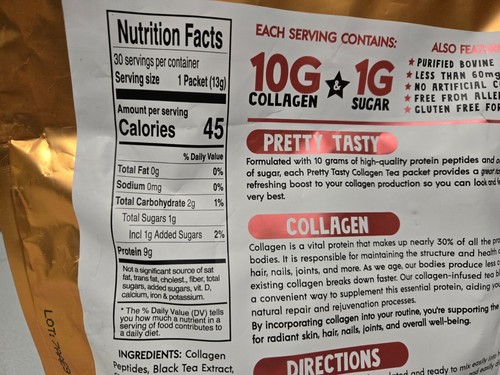 Nutrition Facts
30 servings per container
Serving size 1 Packet (13g)
Amount per serving
Calories 45
% Daily Value
Total Fat 0g 0%
Sodium 0mg 0%
Total Carbohydrate 2g 1%
Total Sugars 1g
Incl 1g Added Sugars 2%
Protein 9g
Not a significant source of sat
fat, trans fat, cholest., fiber, total
sugars, added sugars, vit. D,
calcium, iron & potassium.
* The % Daily Value (DV) tells
you how much a nutrient in a
serving of food contributes to
a daily diet.
INGREDIENTS: Collagen
Peptides, Black Tea Extract,
EACH SERVING CONTAINS:
10G & 1G
COLLAGEN SUGAR
ALSO
★ PURIFIED BOVINE
★ LESS THAN 60mg
★ NO ARTIFICIAL
★ FREE FROM
★ GLUTEN FREE
PRETTY TASTY
Formulated with 10 grams of high-quality protein peptides and
of sugar, each Pretty Tasty Collagen Tea packet provides a great
refreshing boost to your collagen production so you can look and
very best.
COLLAGEN
Collagen is a vital protein that makes up nearly 30% of all the
bodies. It is responsible for maintaining the structure and health
hair, nails, joints, and more. As we age, our bodies produce less
existing collagen breaks down faster. Our collagen-infused tea
a convenient way to supplement this essential protein, aiding
natural repair and rejuvenation processes.
By incorporating collagen into your routine, you're supporting the
for radiant skin, hair, nails, joints, and overall well-being.
DIRECTIONS
and ready to mix easily